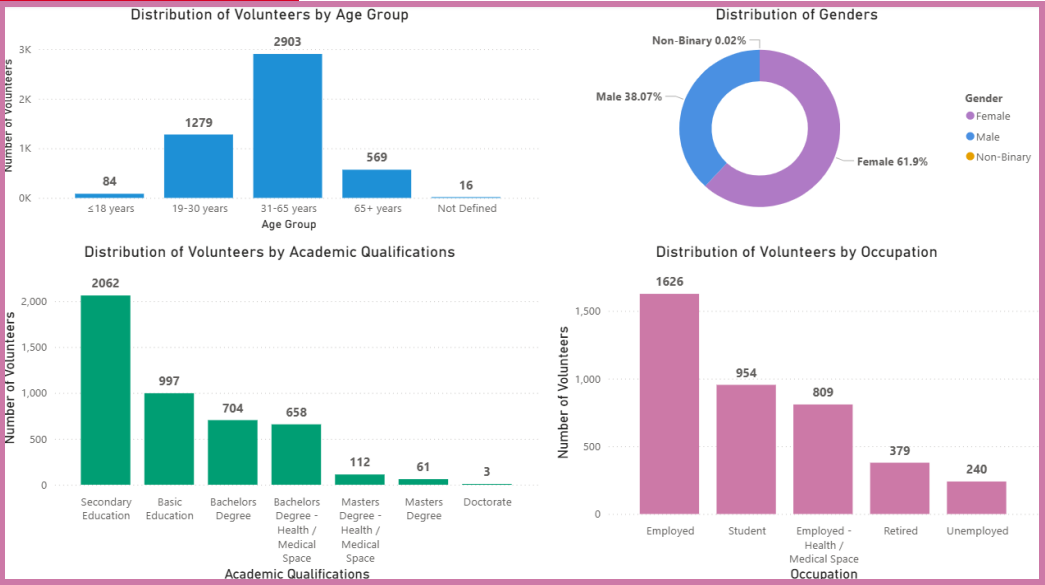 Distribution of Volunteers by Age Group
Number of Volunteers
3K
2K
1K
0K
84
1279
2903
569
16
≤18 years
19-30 years
31-65 years
65+ years
Not Defined
Age Group
Distribution of Genders
Non-Binary 0.02%
Male 38.07%
Female 61.9%
Gender
Female
Male
Non-Binary
Distribution of Volunteers by Academic Qualifications
Number of Volunteers
2,000
1,500
1,000
500
0
2062
997
704
658
112
61
3
Secondary
Education
Basic
Education
Bachelors
Degree
Bachelors
Degree -
Health /
Medical
Space
Masters
Degree -
Health /
Medical
Space
Masters
Degree
Doctorate
Academic Qualifications
Distribution of Volunteers by Occupation
Number of Volunteers
1,500
1,000
500
0
1626
954
809
379
240
Employed
Student
Employed -
Health /
Medical Space
Retired
Unemployed
Occupation